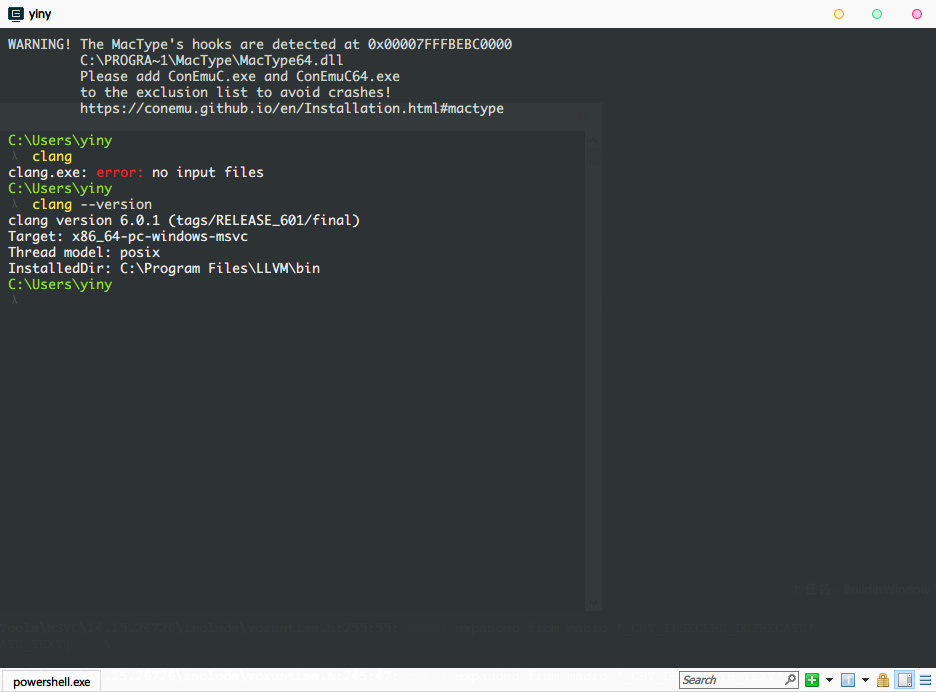 yiny
WARNING! The MacType's hooks are detected at 0x00007FFFBEBC0000
C:\PROGRA~1\MacType\MacType64.dll
Please add ConEmuC.exe and ConEmuC64.exe
to the exclusion list to avoid crashes!
https://conemu.github.io/en/Installation.html#mactype
C:\Users\yiny
λ clang
clang.exe: error: no input files
C:\Users\yiny
λ clang --version
clang version 6.0.1 (tags/RELEASE_601/final)
Target: x86_64-pc-windows-msvc
Thread model: posix
InstalledDir: C:\Program Files\LLVM\bin
C:\Users\yiny
λ
powershell.exe
Search